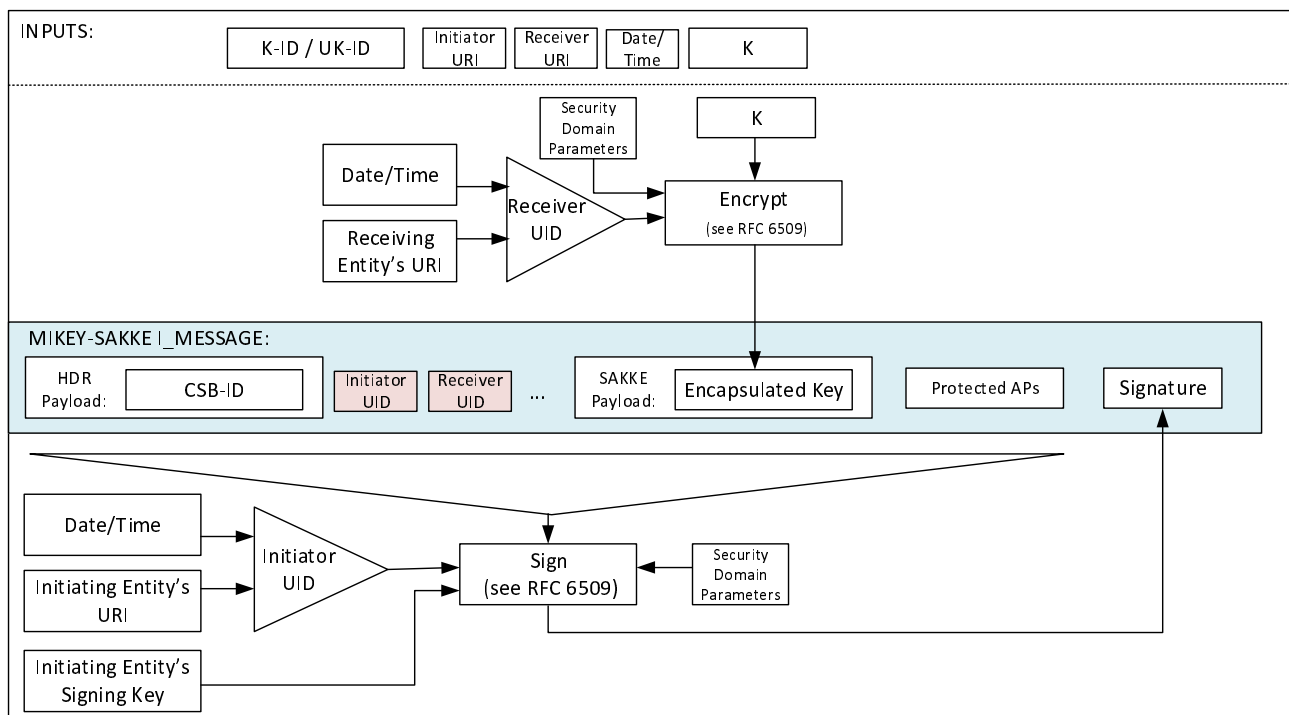 INPUTS:
K-ID / UK-ID
Initiator
URI
Receiver
URI
Date/
Time
K
Security
Domain
Parameters
K
Date/Time
Receiver
UID
Encrypt
(see RFC 6509)
Receiving
Entity's URI
MIKEY-SAKKE I_MESSAGE:
HDR
Payload:
CSB-ID
Initiator
UID
Receiver
UID
...
SAKKE
Payload:
Encapsulated Key
Protected APs
Signature
Date/Time
Initiator
UID
Sign
(see RFC 6509)
Security
Domain
Parameters
Initiating Entity's
URI
Initiating Entity's
Signing Key